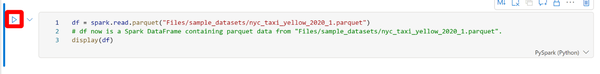 M↓
1 df = spark.read.parquet("Files/sample_datasets/nyc_taxi_yellow_2020_1.parquet")
2 # df now is a Spark DataFrame containing parquet data from "Files/sample_datasets/nyc_taxi_yellow_2020_1.parquet".
3 display(df)
PySpark (Python)